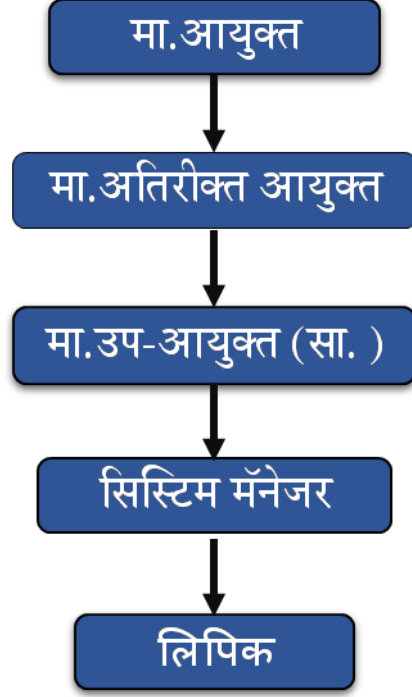 मा.आयुक्त
मा.अतिरीक्त आयुक्त
मा.उप-आयुक्त (सा. )
सिस्टिम मॅनेजर
लिपिक